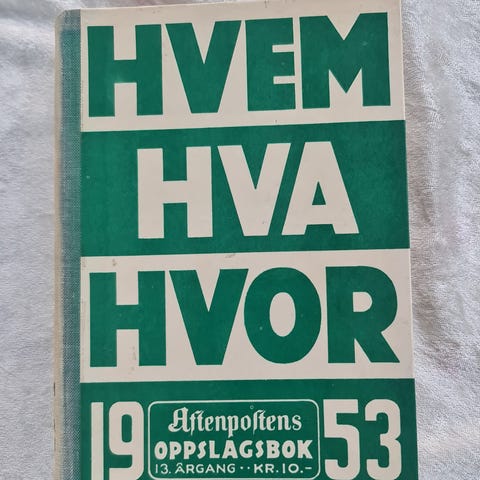 HVEM
HVA
HVOR
19 53
Aftenpostens
OPPSLAGSBOK
13. ÅRGANG · · KR. 10.-